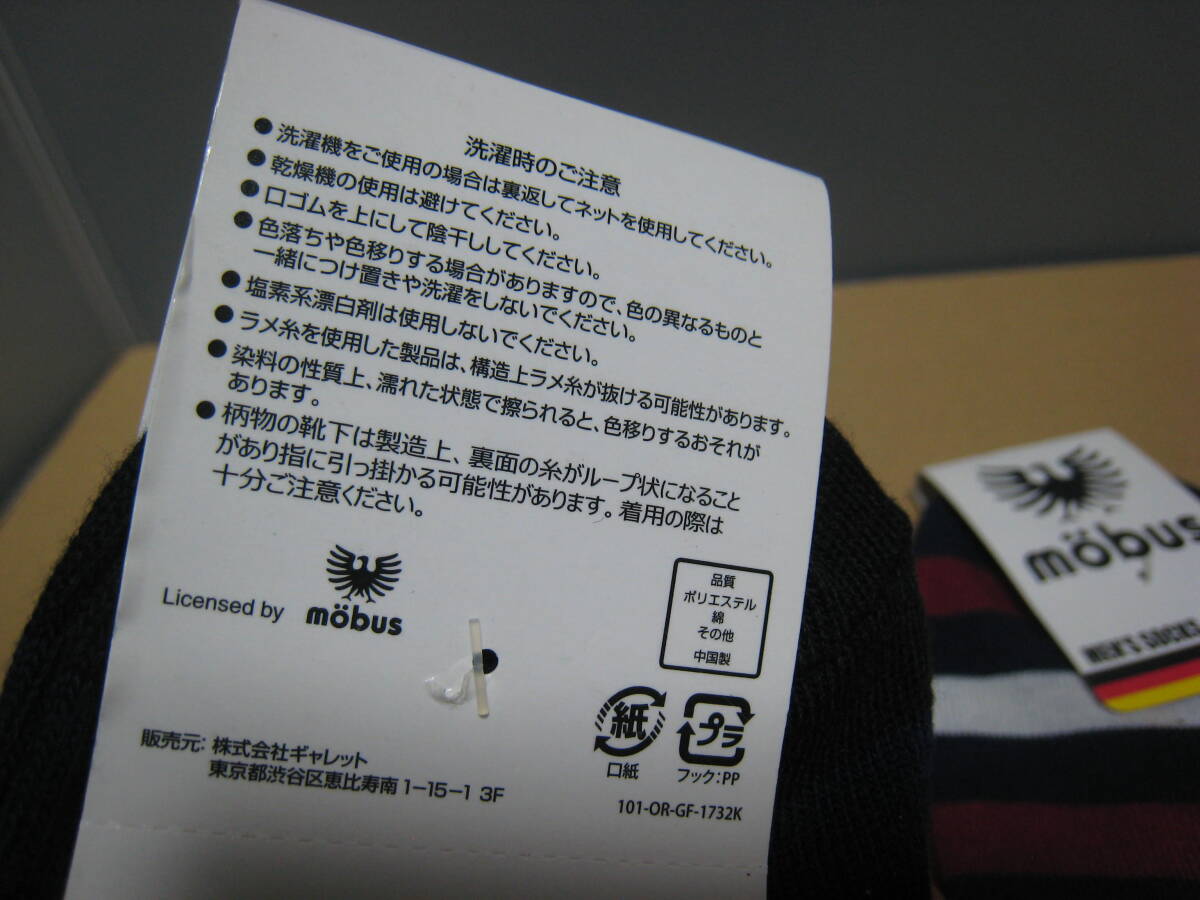 洗濯時のご注意
●洗濯機をご使用の場合は裏返してネットを使用してください。
●乾燥機の使用は避けてください。
●口ゴムを上にして陰干ししてください。
●色落ちや色移りする場合がありますので、色の異なるものと
一緒につけ置きや洗濯をしないでください。
●塩素系漂白剤は使用しないでください。
●ラメ糸を使用した製品は、構造上ラメ糸が抜ける可能性があります。
●染料の性質上、濡れた状態で擦られると、色移りするおそれが
あります。
●柄物の靴下は製造上、裏面の糸がループ状になること
があり指に引っ掛かる可能性があります。着用の際は
十分ご注意ください。
Licensed by möbus
品質
ポリエステル
綿
その他
中国製
紙
プラ
口紙
フック:PP
販売元: 株式会社ギャレット
東京都渋谷区恵比寿南1-15-1 3F
101-OR-GF-1732K
möbus
MEN'S SOCKS